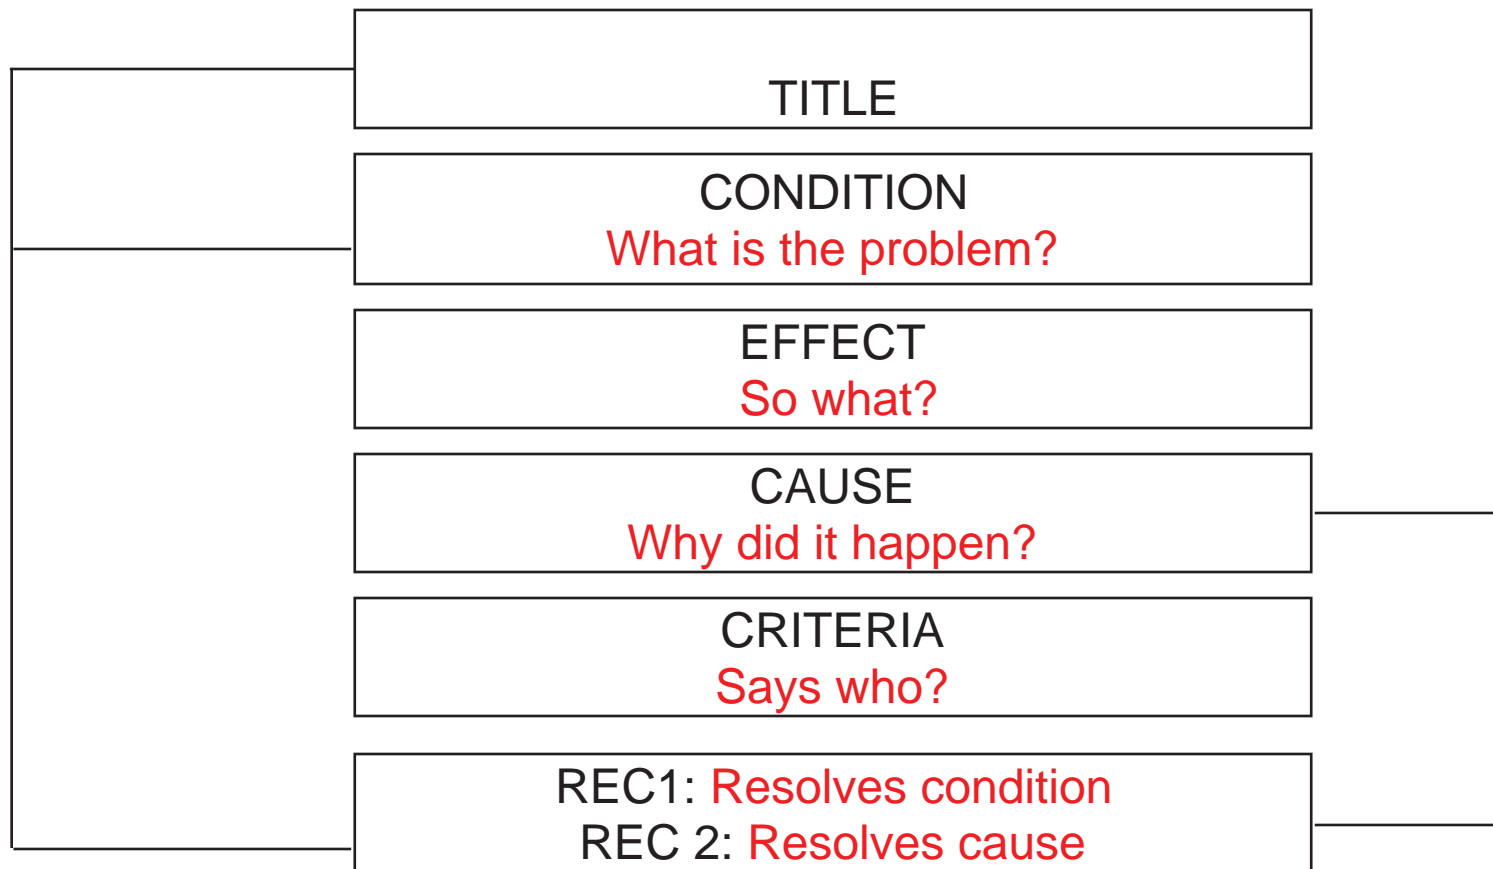 TITLE
CONDITION
What is the problem?
EFFECT
So what?
CAUSE
Why did it happen?
CRITERIA
Says who?
REC1: Resolves condition
REC 2: Resolves cause